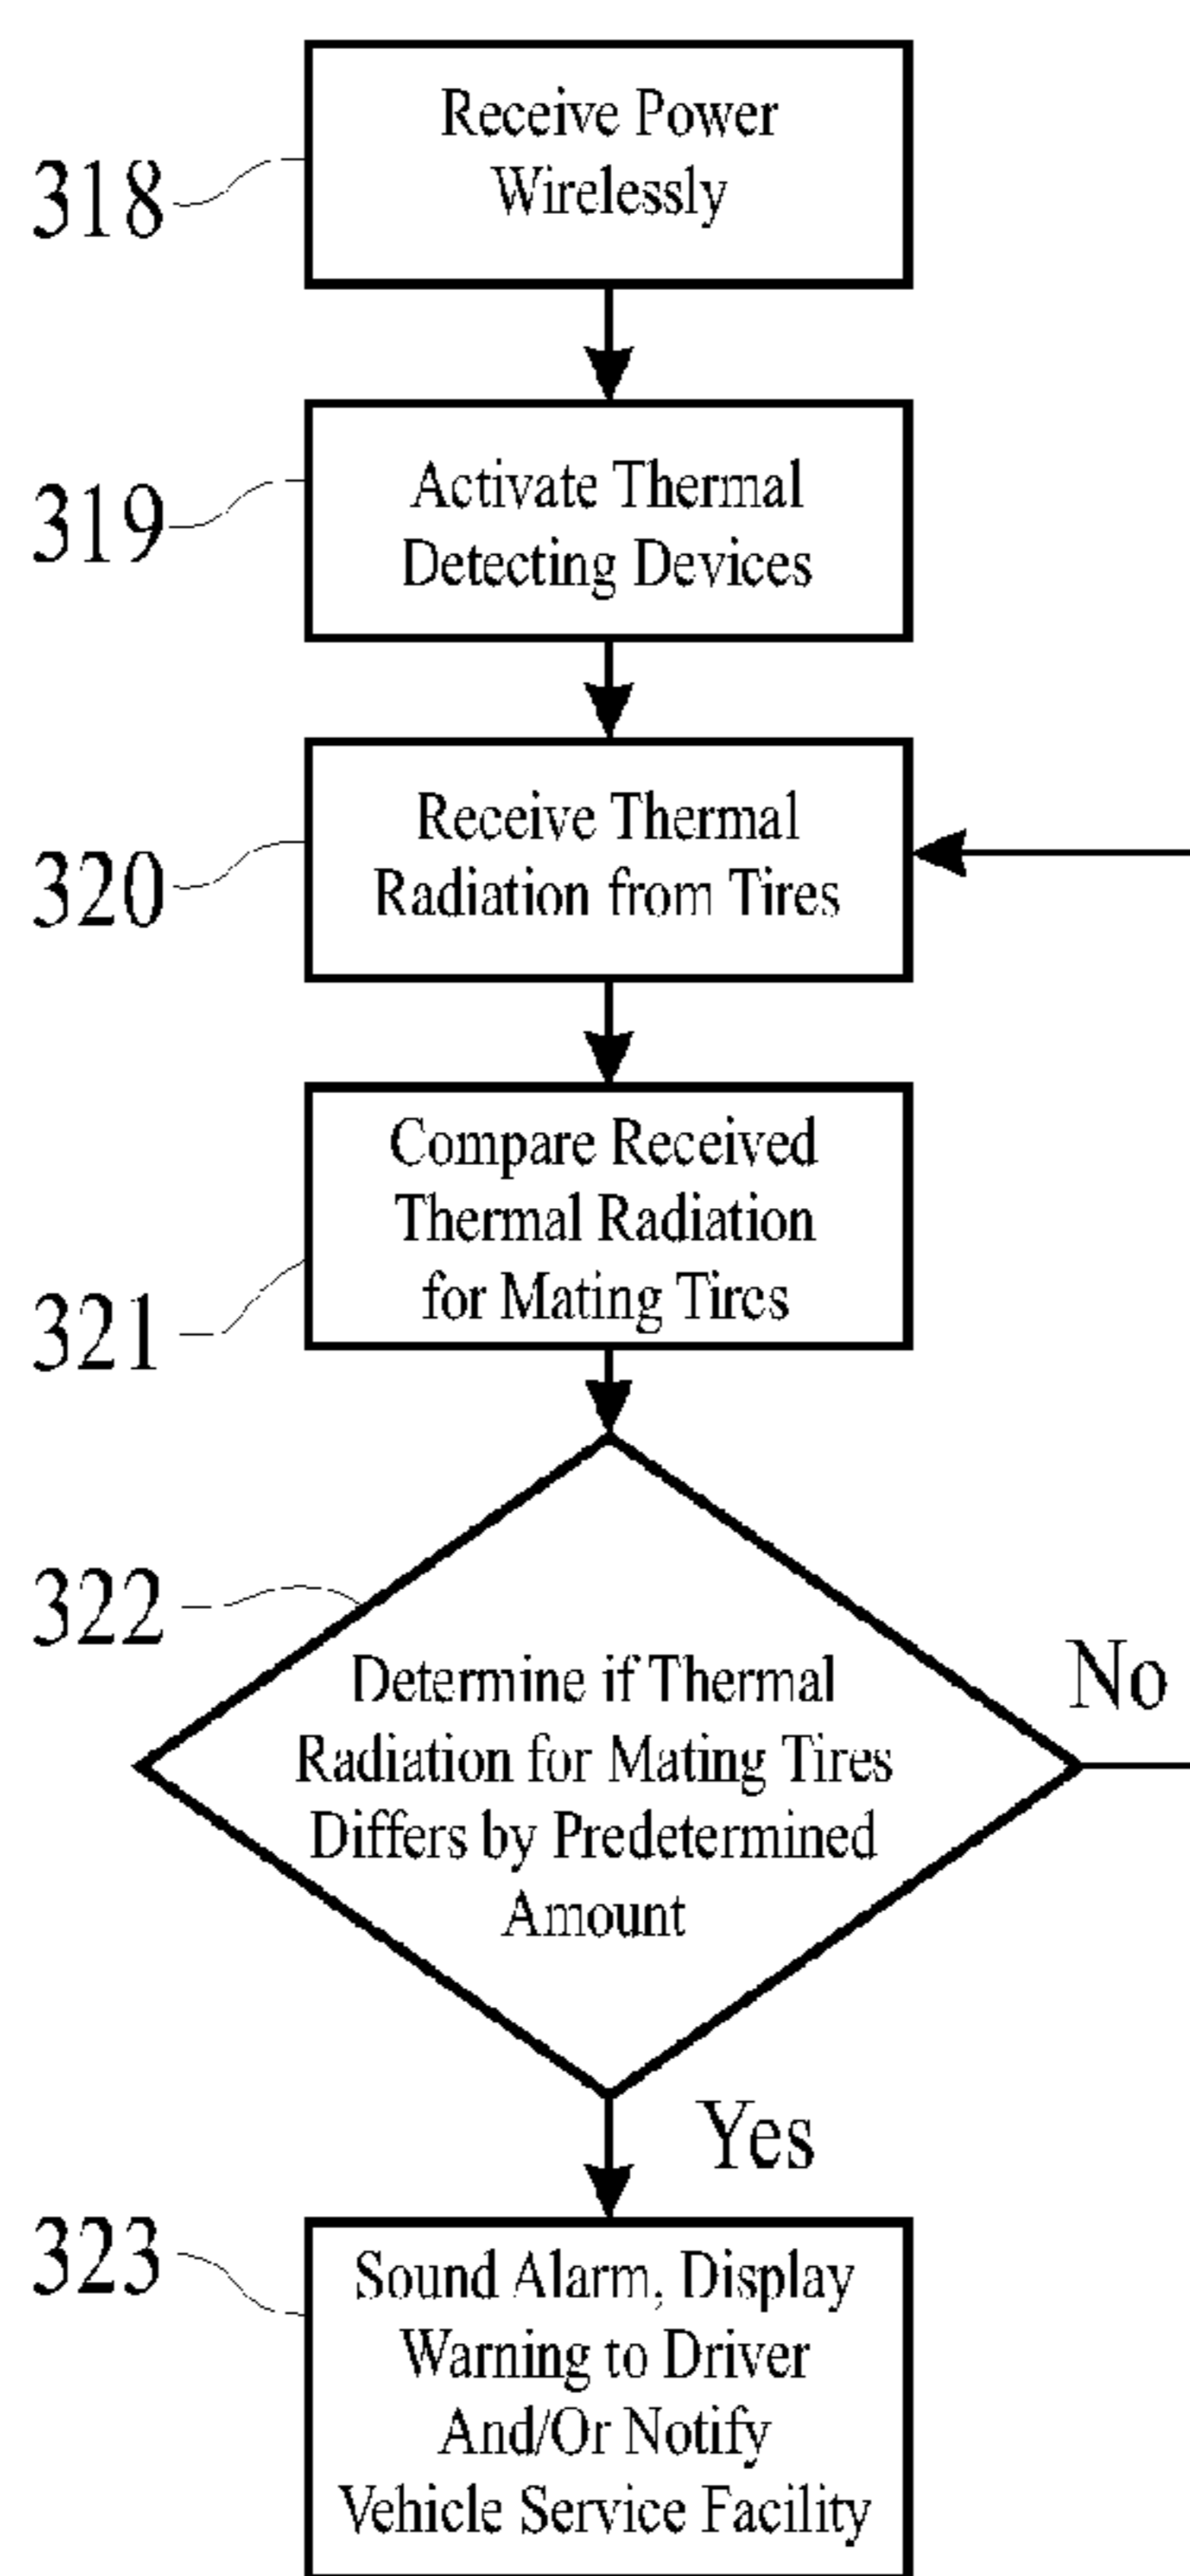 318
Receive Power
Wirelessly
319
Activate Thermal
Detecting Devices
320
Receive Thermal
Radiation from Tires
321
Compare Received
Thermal Radiation
for Mating Tires
322
Determine if Thermal
Radiation for Mating Tires
Differs by Predetermined
Amount
No
Yes
323
Sound Alarm, Display
Warning to Driver
And/Or Notify
Vehicle Service Facility